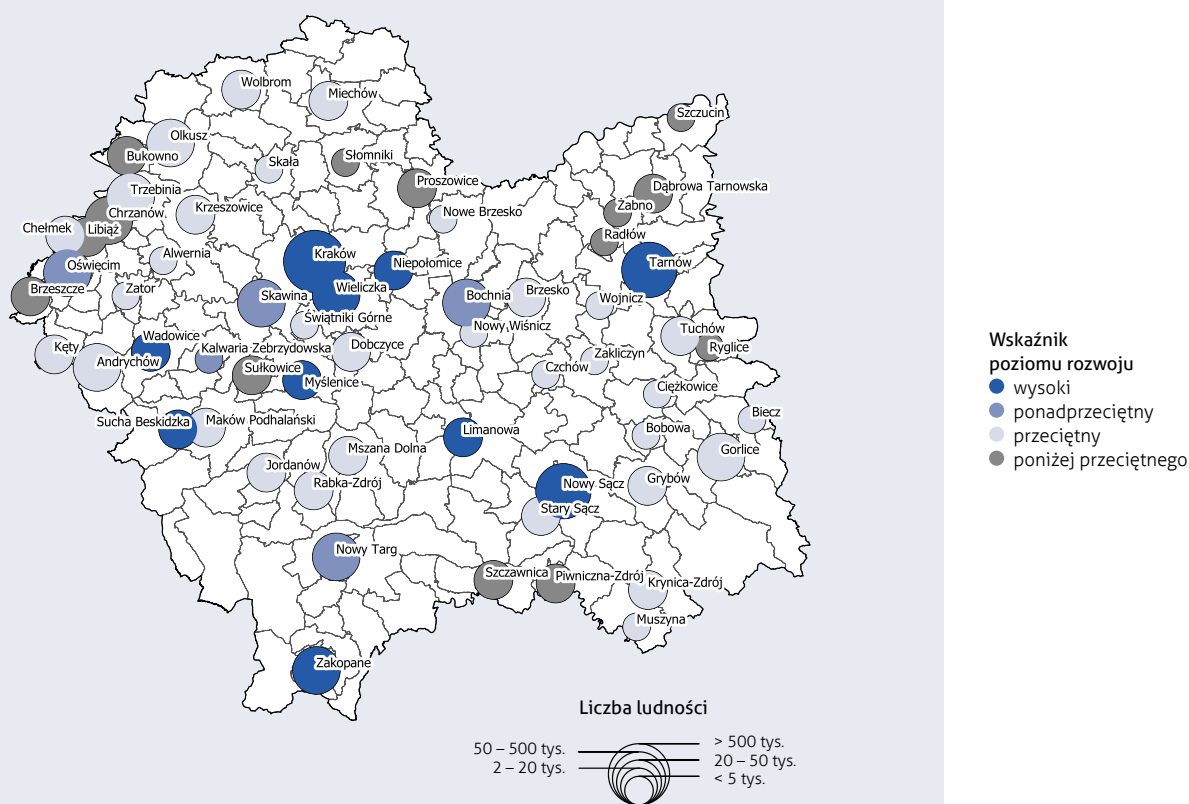 Wolbrom
Miechów
Szczucin
Olkusz
Bukowno
Skała
Słomniki
Proszowice
Dąbrowa Tarnowska
Trzebinia
Żabno
Chrzanów
Krzeszowice
Nowe Brzesko
Chełmek
Libiąż
Radłów
Alwernia
Kraków
Niepołomice
Tarnów
Oświęcim
Brzeszcze
Zator
Skawina
Wieliczka
Bochnia
Brzesko
Wojnicz
Świątniki Górne
Nowy Wiśnicz
Tuchów
Wadowice
Kęty
Kalwaria Zebrzydowska
Dobczyce
Ryglice
Andrychów
Zakliczyn
Sułkowice
Myślenice
Czchów
Ciężkowice
Sucha Beskidzka
Maków Podhalański
Limanowa
Biecz
Bobowa
Mszana Dolna
Gorlice
Jordanów
Rabka-Zdrój
Nowy Sącz
Grybów
Stary Sącz
Nowy Targ
Szczawnica
Piwniczna-Zdrój
Krynica-Zdrój
Muszyna
Zakopane
Wskaźnik
poziomu rozwoju
wysoki
ponadprzeciętny
przeciętny
poniżej przeciętnego
Liczba ludności
50 – 500 tys.
2 – 20 tys.
> 500 tys.
20 – 50 tys.
< 5 tys.